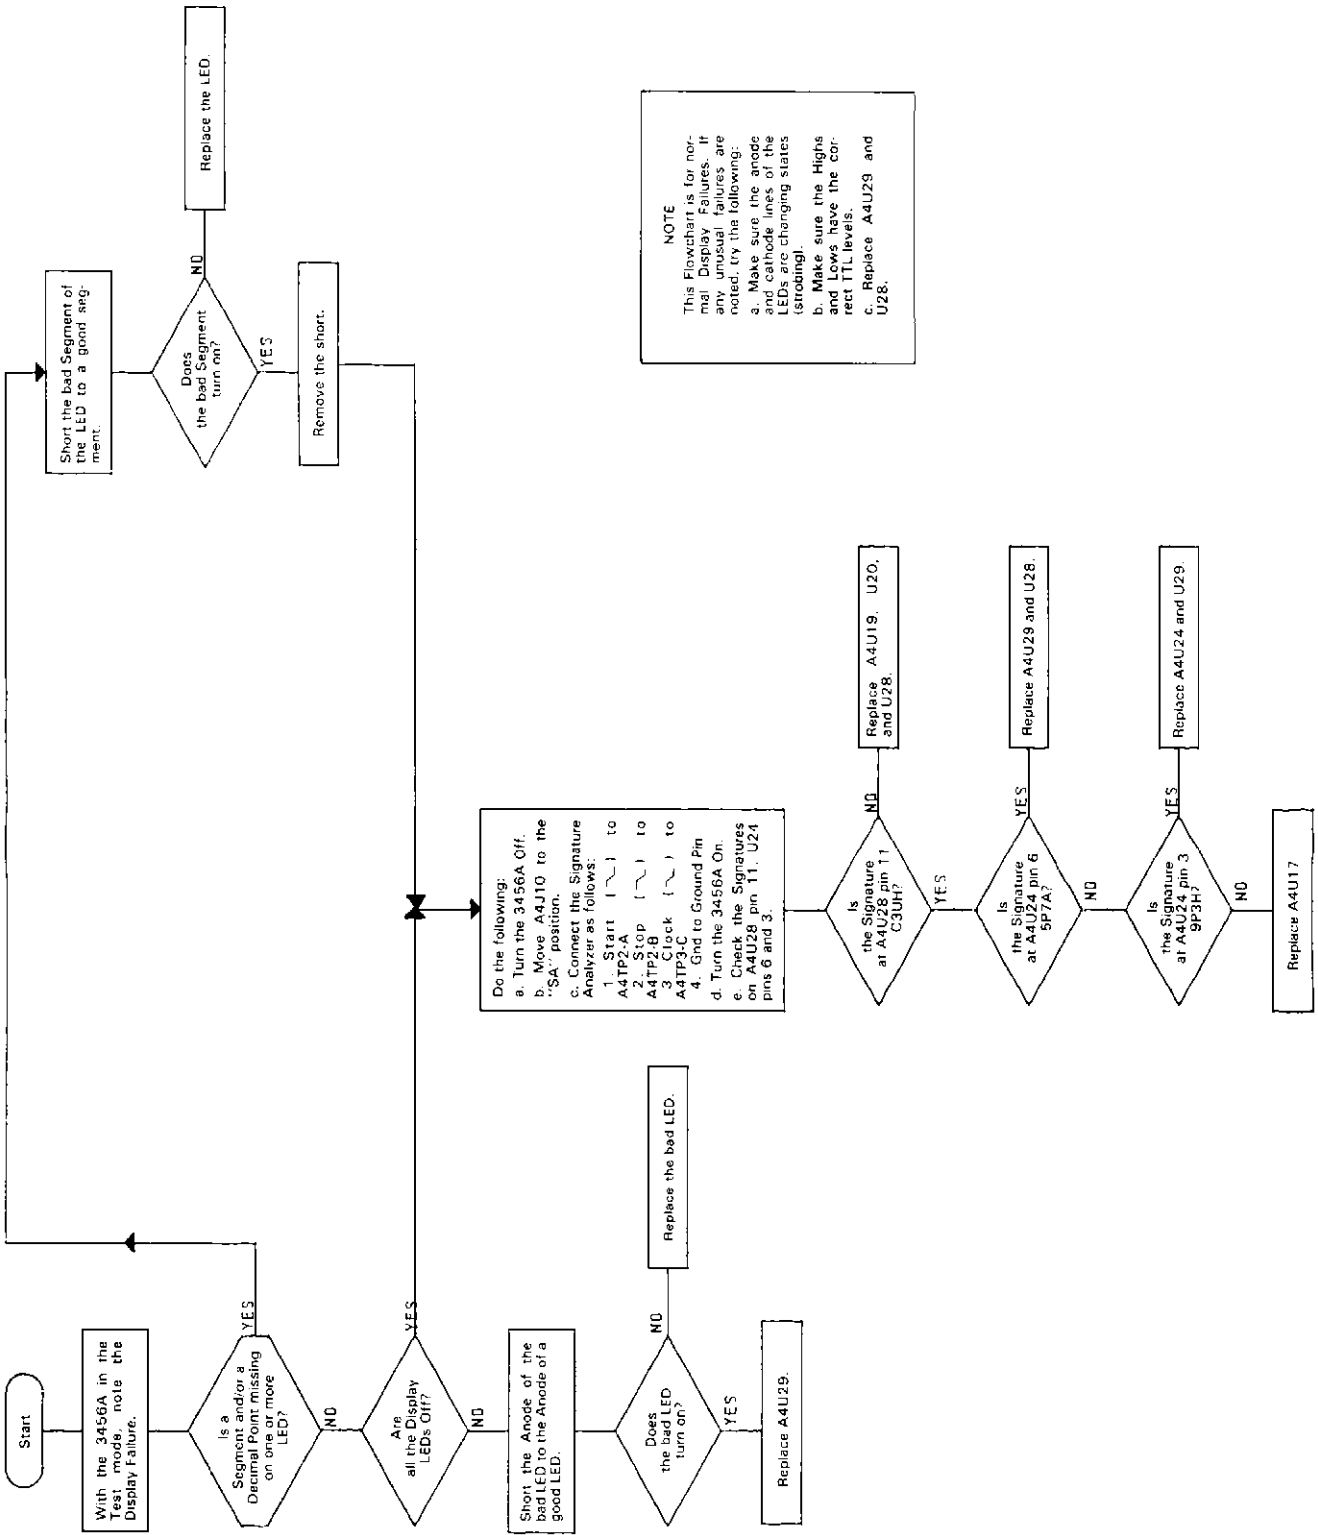 Start
With the 3456A in the
Test mode, note the
Display Failure.
Is a
Segment and/or a
Decimal Point missing
on one or more
LED?
YES
NO
Are
all the Display
LEDs Off?
YES
NO
Short the Anode of the
bad LED to the Anode of a
good LED.
Does
the bad LED
turn on?
NO
Replace the bad LED.
YES
Replace A4U29.
Short the bad Segment of
the LED to a good seg-
ment.
Does
the bad Segment
turn on?
NO
Replace the LED.
YES
Remove the short.
Do the following:
a. Turn the 3456A Off.
b. Move A4J10 to the
"SA" position.
c. Connect the Signature
Analyzer as follows:
1. Start ( ) to
A4TP2-A
2. Stop ( ) to
A4TP2-B
3. Clock ( ) to
A4TP3-C
4. Gnd to Ground Pin
d. Turn the 3456A On.
e. Check the Signatures
on A4U28 pin 11, U24
pins 6 and 3.
Is
the Signature
at A4U28 pin 11
C3UH?
NO
Replace A4U19, U20,
and U28.
YES
Is
the Signature
at A4U24 pin 6
5P7A?
YES
Replace A4U29 and U28.
NO
Is
the Signature
at A4U24 pin 3
9P3H?
YES
Replace A4U24 and U29.
NO
Replace A4U17
NOTE
This Flowchart is for nor-
mal Display Failures. If
any unusual failures are
noted, try the following:
a. Make sure the anode
and cathode lines of the
LEDs are changing states
(strobing).
b. Make sure the Highs
and Lows have the cor-
rect TTL levels.
c. Replace A4U29 and
U28.